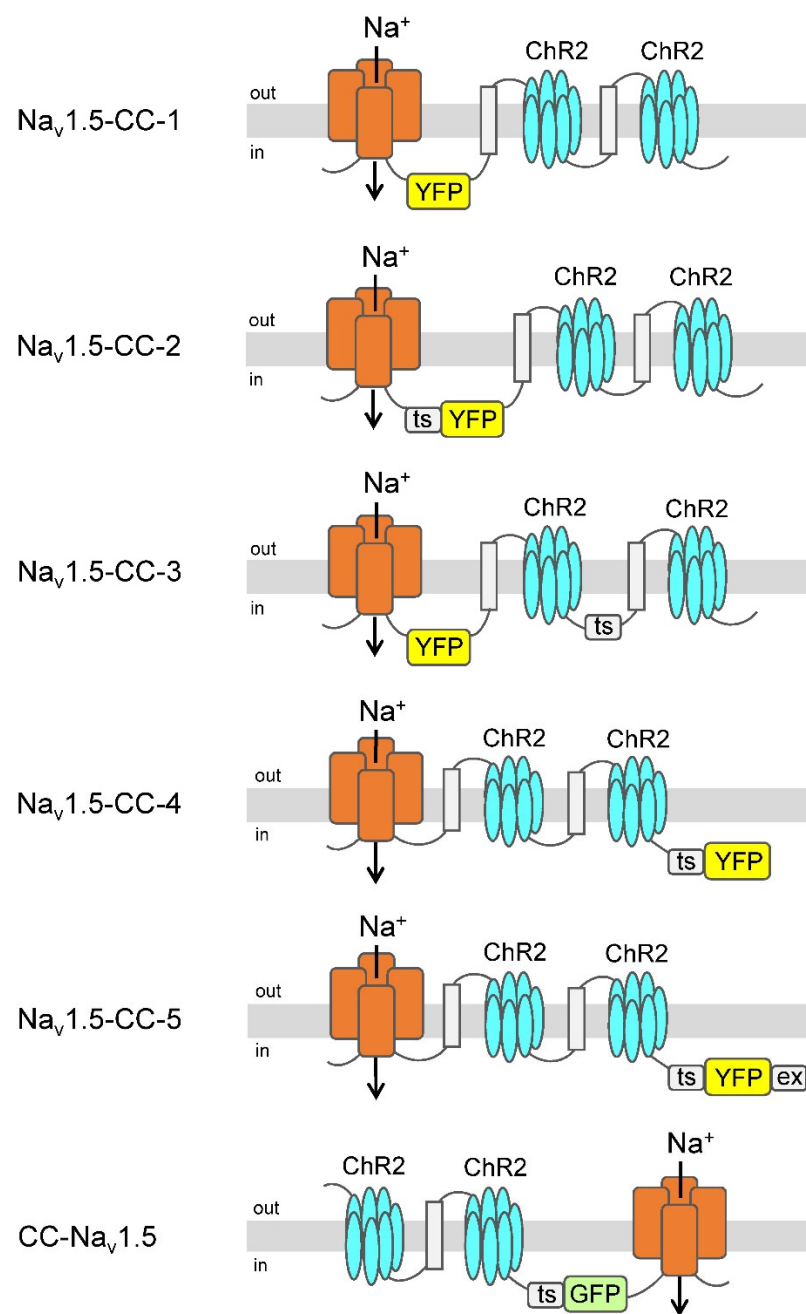 Na⁺
ChR2 ChR2
Naᵥ1.5-CC-1
out
in
YFP
Na⁺
ChR2 ChR2
Naᵥ1.5-CC-2
out
in
ts YFP
Na⁺
ChR2 ChR2
Naᵥ1.5-CC-3
out
in
YFP
ts
Na⁺
ChR2 ChR2
Naᵥ1.5-CC-4
out
in
ts YFP
Na⁺
ChR2 ChR2
Naᵥ1.5-CC-5
out
in
ts YFP ex
Na⁺
ChR2 ChR2
CC-Naᵥ1.5
out
in
ts GFP